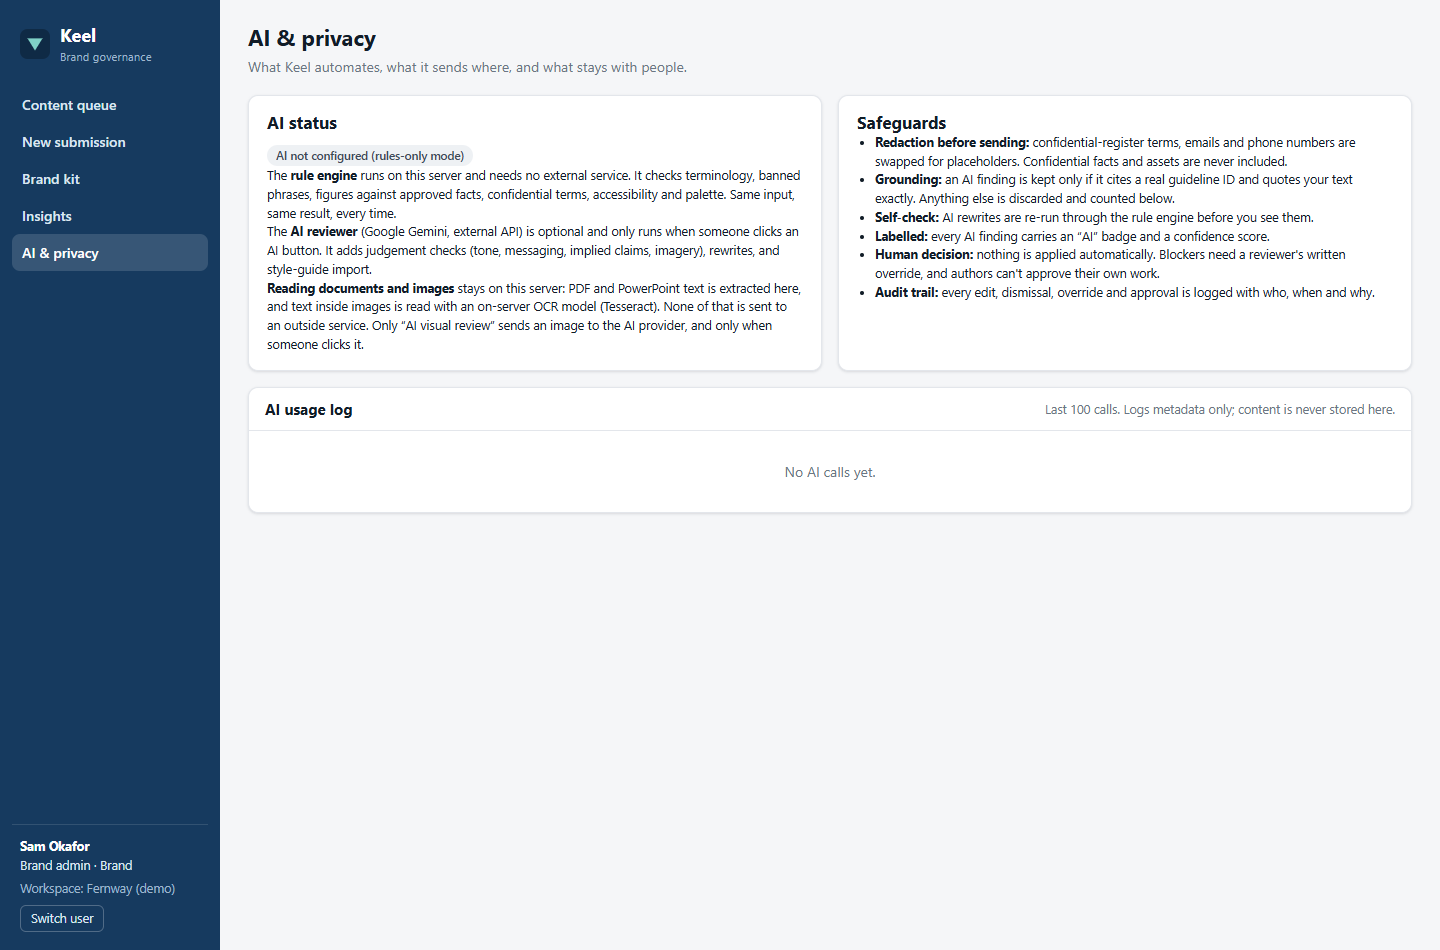 Keel
Brand governance
Content queue
New submission
Brand kit
Insights
AI & privacy
Sam Okafor
Brand admin · Brand
Workspace: Fernway (demo)
Switch user
AI & privacy
What Keel automates, what it sends where, and what stays with people.
AI status
AI not configured (rules-only mode)
The rule engine runs on this server and needs no external service. It checks terminology, banned
phrases, figures against approved facts, confidential terms, accessibility and palette. Same input,
same result, every time.
The AI reviewer (Google Gemini, external API) is optional and only runs when someone clicks an
AI button. It adds judgement checks (tone, messaging, implied claims, imagery), rewrites, and
style-guide import.
Reading documents and images stays on this server: PDF and PowerPoint text is extracted here,
and text inside images is read with an on-server OCR model (Tesseract). None of that is sent to
an outside service. Only “AI visual review” sends an image to the AI provider, and only when
someone clicks it.
Safeguards
• Redaction before sending: confidential-register terms, emails and phone numbers are
swapped for placeholders. Confidential facts and assets are never included.
• Grounding: an AI finding is kept only if it cites a real guideline ID and quotes your text
exactly. Anything else is discarded and counted below.
• Self-check: AI rewrites are re-run through the rule engine before you see them.
• Labelled: every AI finding carries an “AI” badge and a confidence score.
• Human decision: nothing is applied automatically. Blockers need a reviewer's written
override, and authors can't approve their own work.
• Audit trail: every edit, dismissal, override and approval is logged with who, when and why.
AI usage log
Last 100 calls. Logs metadata only; content is never stored here.
No AI calls yet.